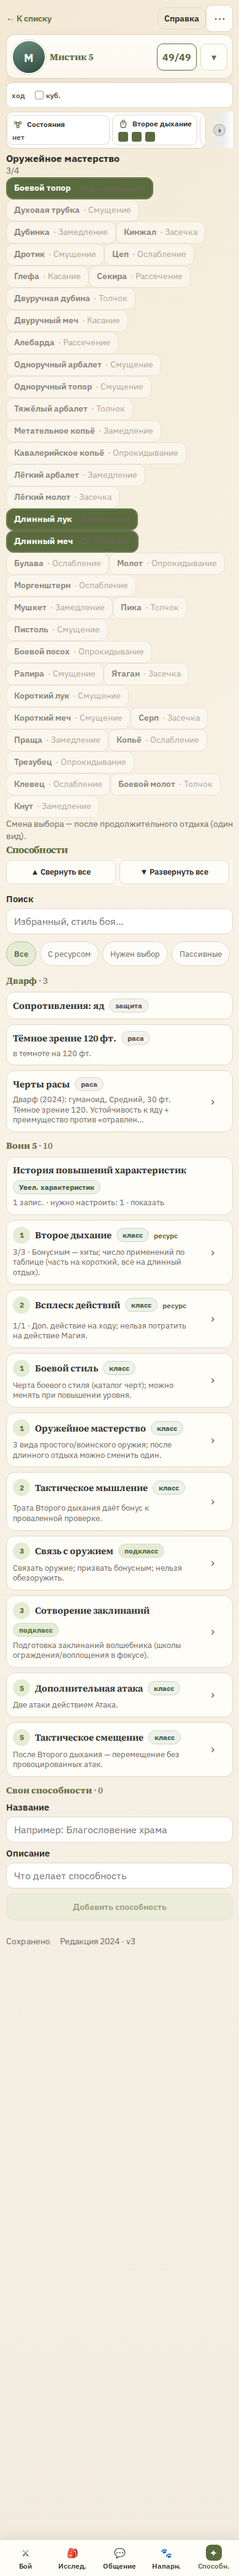 ← К списку
Справка
···
М
Мистик 5
49/49
▼
ход
куб.
Состояния
нет
Второе дыхание
›
Оружейное мастерство
3/4
Боевой топор
Духовая трубка · Смущение
Дубинка · Замедление
Кинжал · Засечка
Дротик · Смущение
Цеп · Ослабление
Глефа · Касание
Секира · Рассечение
Двуручная дубина · Толчок
Двуручный меч · Касание
Алебарда · Рассечение
Одноручный арбалет · Смущение
Одноручный топор · Смущение
Тяжёлый арбалет · Толчок
Метательное копьё · Замедление
Кавалерийское копьё · Опрокидывание
Лёгкий арбалет · Замедление
Лёгкий молот · Засечка
Длинный лук
Длинный меч
Булава · Ослабление
Молот · Опрокидывание
Моргенштерн · Ослабление
Мушкет · Замедление
Пика · Толчок
Пистоль · Смущение
Боевой посох · Опрокидывание
Рапира · Смущение
Ятаган · Засечка
Короткий лук · Смущение
Короткий меч · Смущение
Серп · Засечка
Праща · Замедление
Копьё · Ослабление
Трезубец · Опрокидывание
Клевец · Ослабление
Боевой молот · Толчок
Кнут · Замедление
Смена выбора — после продолжительного отдыха (один
вид).
Способности
▲ Свернуть все
▼ Развернуть все
Поиск
Избранный, стиль боя…
Все
С ресурсом
Нужен выбор
Пассивные
Дварф · 3
Сопротивления: яд
защита
Тёмное зрение 120 фт.
раса
в темноте на 120 фт.
Черты расы
раса
Дварф (2024): гуманоид, Средний, 30 фт.
Тёмное зрение 120. Устойчивость к яду +
преимущество против «отравлен…
›
Воин 5 · 10
История повышений характеристик
Увел. характеристик
1 запис. · нужно настроить: 1 · показать
1
Второе дыхание
класс
ресурс
3/3 · Бонусным — хиты; число применений по
таблице (часть на короткий, все на длинный
отдых).
›
2
Всплеск действий
класс
ресурс
1/1 · Доп. действие на ходу; нельзя потратить
на действие Магия.
›
1
Боевой стиль
класс
Черта боевого стиля (каталог черт); можно
менять при повышении уровня.
›
1
Оружейное мастерство
класс
3 вида простого/воинского оружия; после
длинного отдыха можно сменить один.
›
2
Тактическое мышление
класс
Трата Второго дыхания даёт бонус к
проваленной проверке.
›
3
Связь с оружием
подкласс
Связать оружие; призвать бонусным; нельзя
обезоружить.
›
3
Сотворение заклинаний
подкласс
Подготовка заклинаний волшебника (школы
ограждения/воплощения в фокусе).
›
5
Дополнительная атака
класс
Две атаки действием Атака.
›
5
Тактическое смещение
класс
После Второго дыхания — перемещение без
провоцированных атак.
›
Свои способности · 0
Название
Например: Благословение храма
Описание
Что делает способность
Добавить способность
Сохранено
Редакция 2024 · v3
Бой
Исслед.
Общение
Напарн.
Способн.